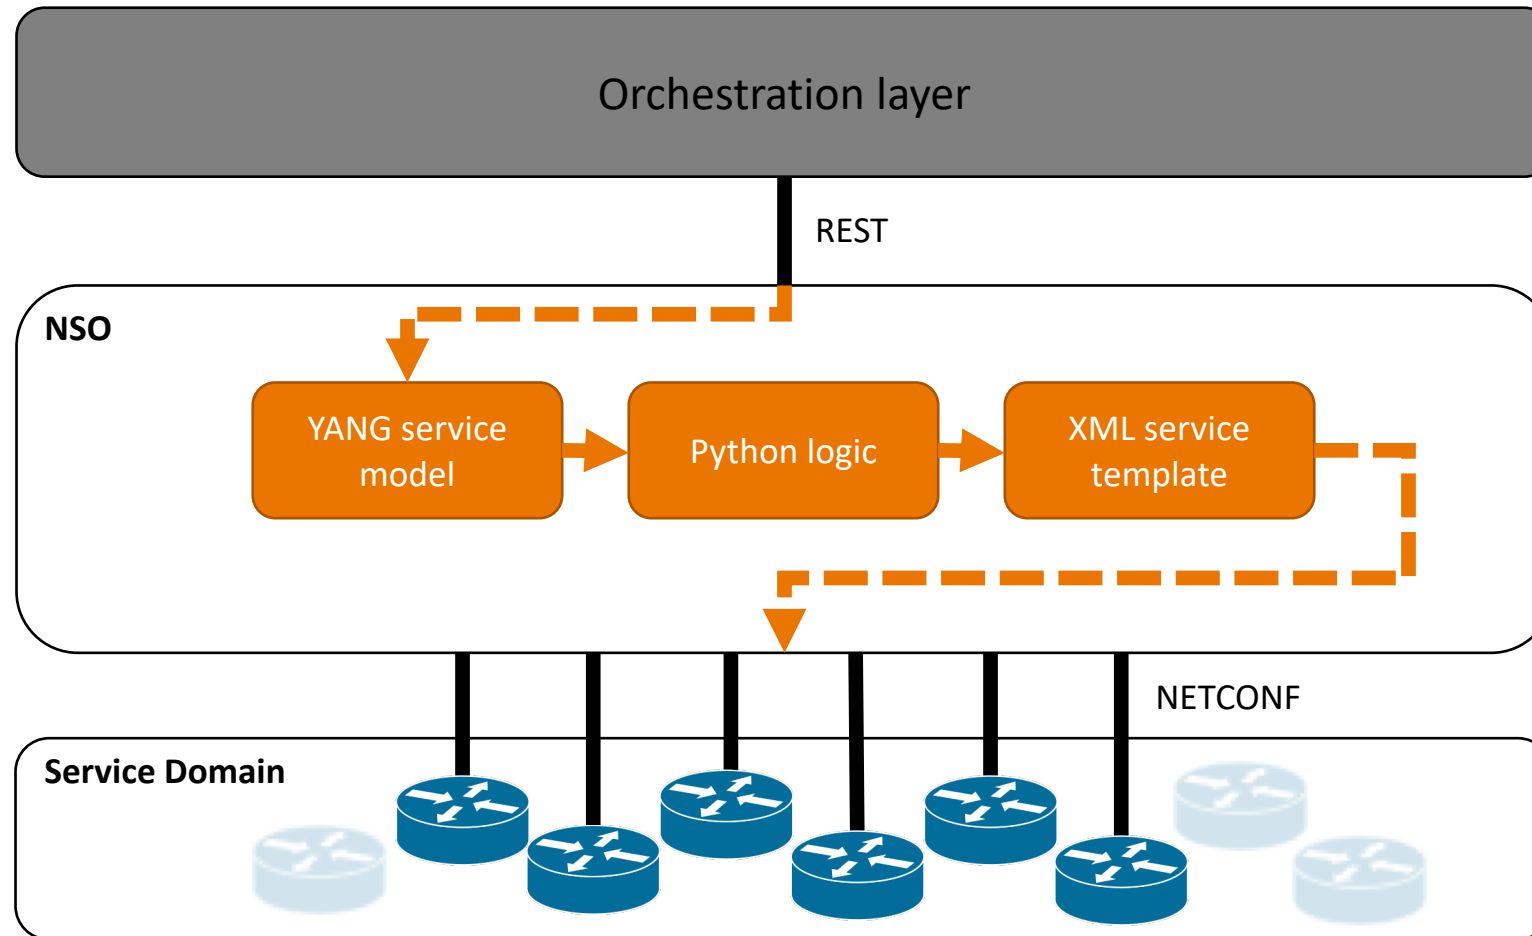 Orchestration layer
REST
NSO
YANG service
model
Python logic
XML service
template
NETCONF
Service Domain